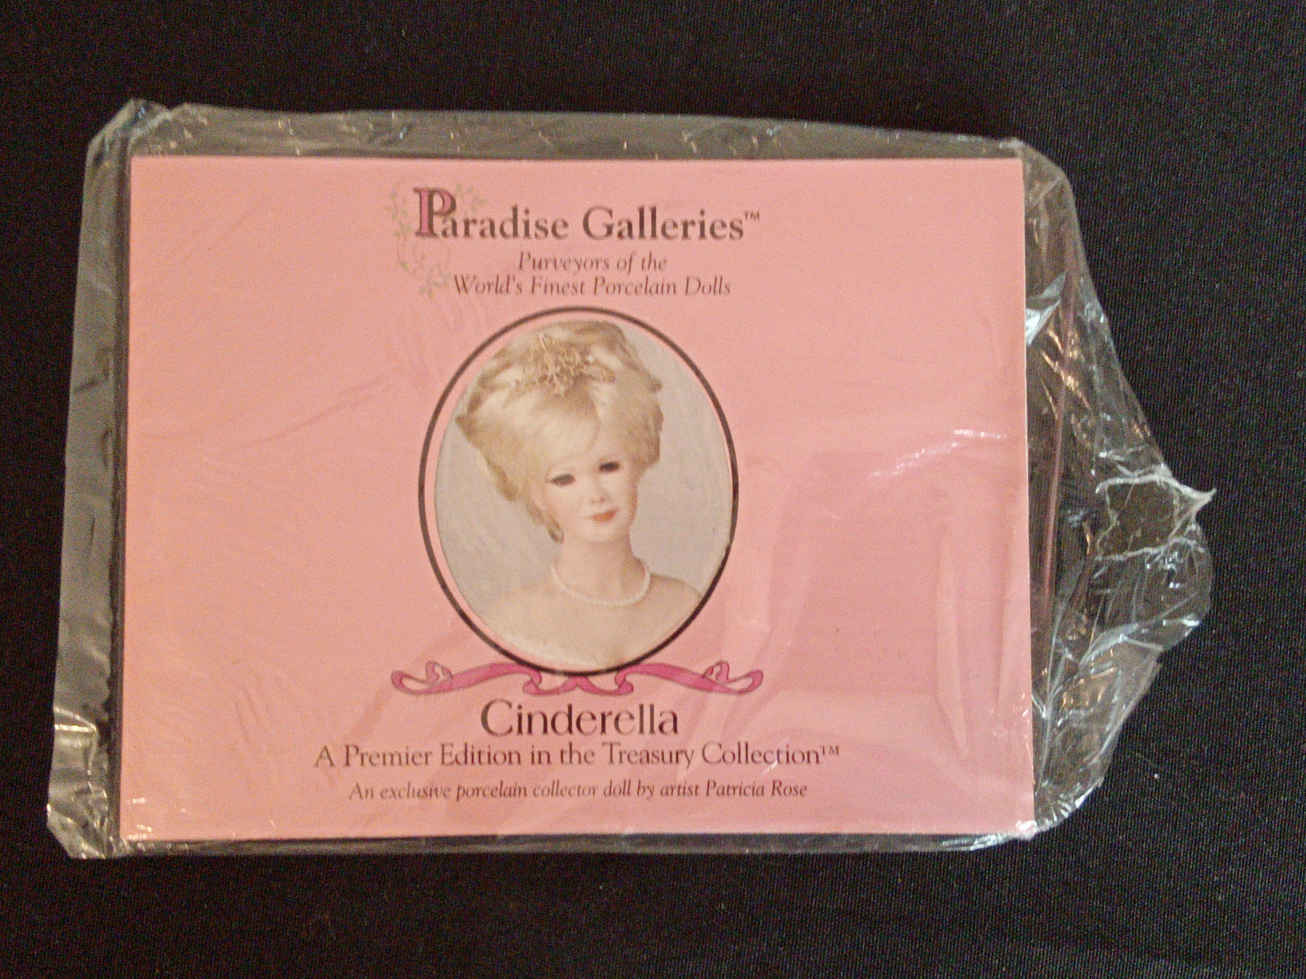 Paradise Galleries™
Purveyors of the
World's Finest Porcelain Dolls
Cinderella
A Premier Edition in the Treasury Collection™
An exclusive porcelain collector doll by artist Patricia Rose